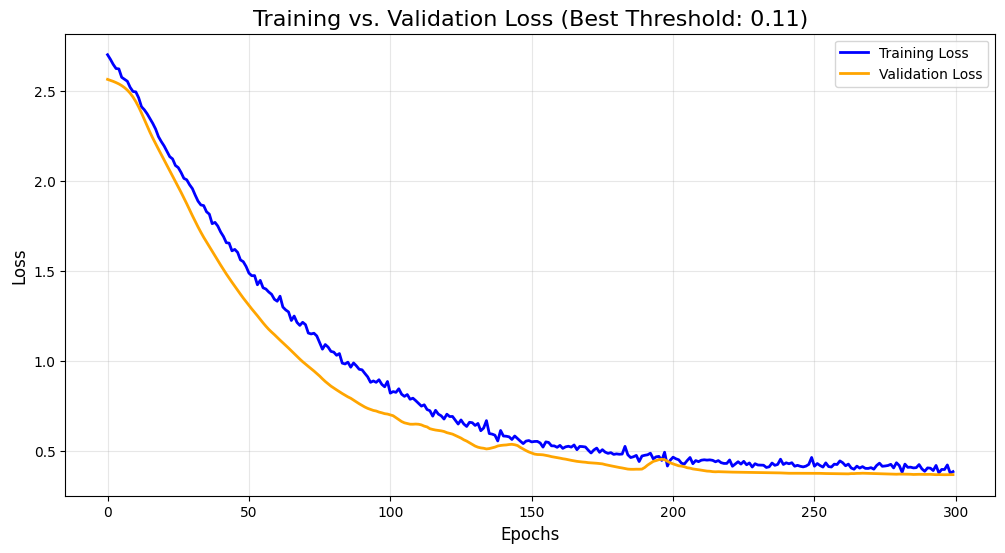 Training vs. Validation Loss (Best Threshold: 0.11)
Training Loss
Validation Loss
Loss
2.5
2.0
1.5
1.0
0.5
0 50 100 150 200 250 300
Epochs